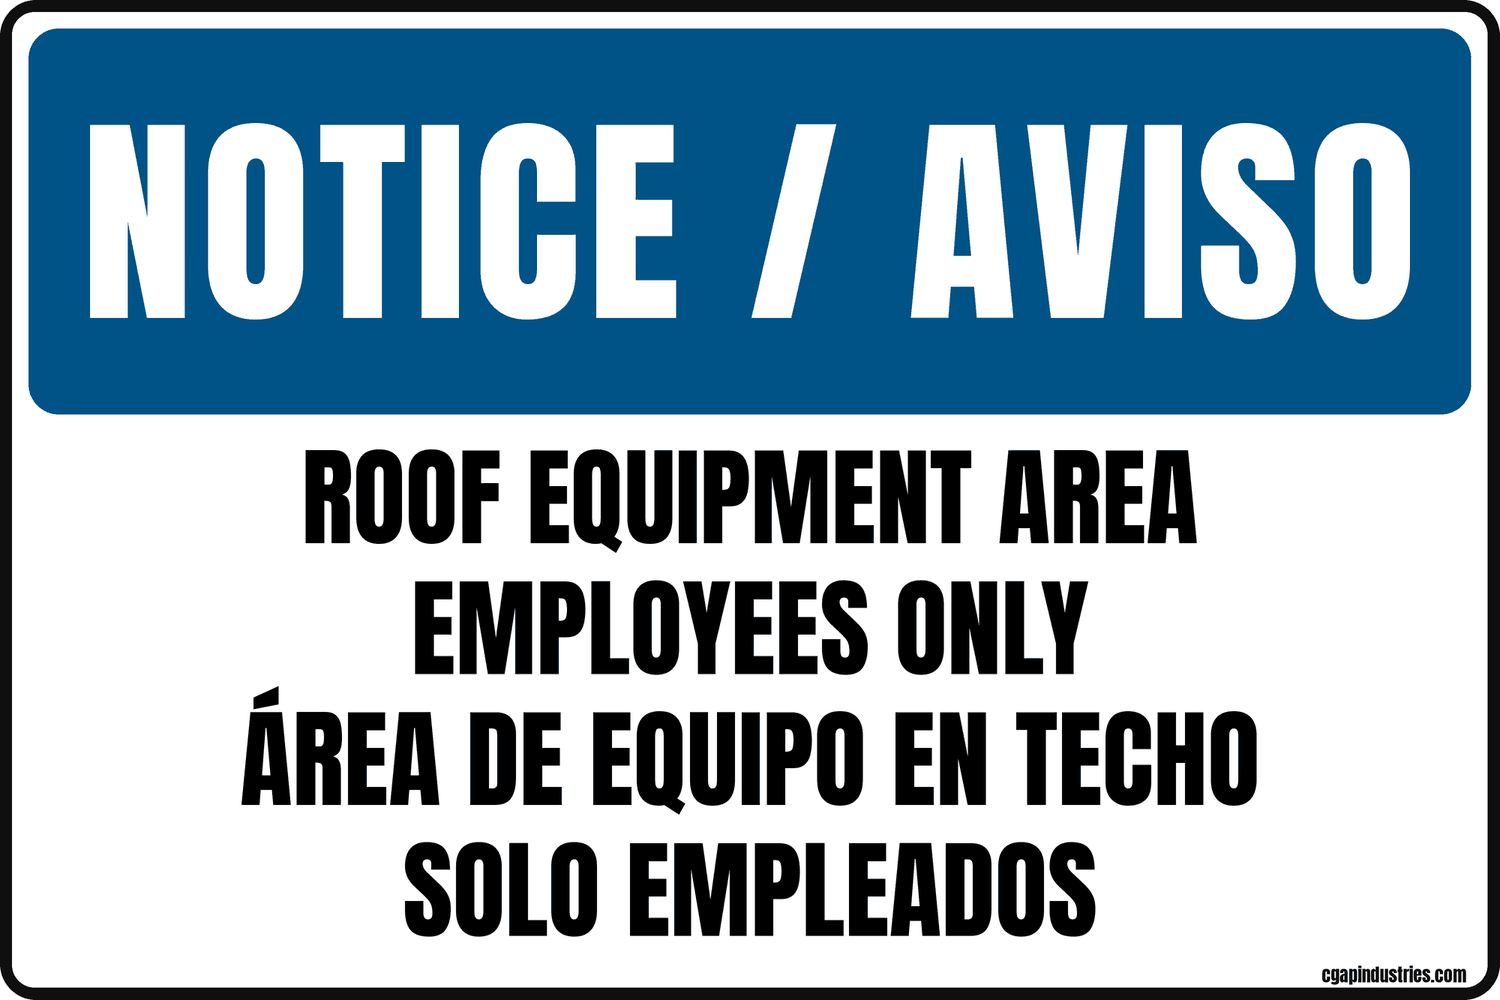 NOTICE / AVISO
ROOF EQUIPMENT AREA
EMPLOYEES ONLY
ÁREA DE EQUIPO EN TECHO
SOLO EMPLEADOS
cgapindustries.com